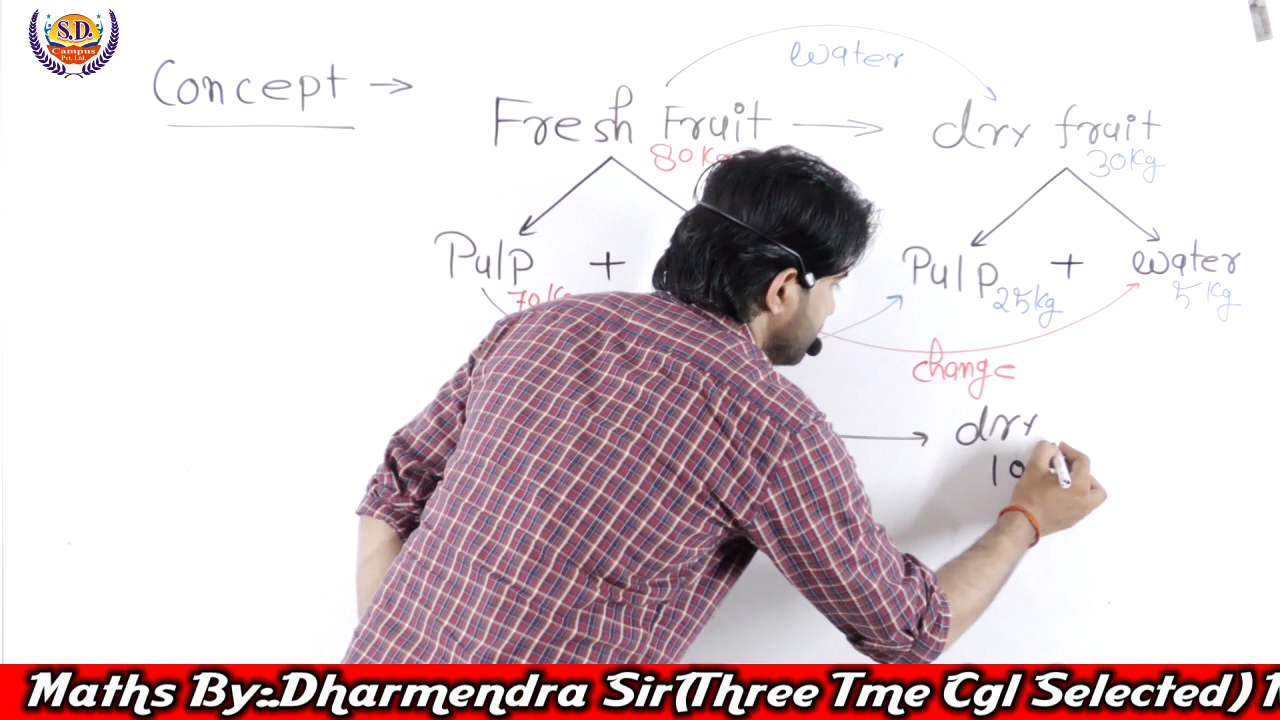 S.D.
Campus
Pvt. Ltd.
water
Concept →
Fresh Fruit → dry fruit
80Kg 30Kg
Pulp + Pulp + water
25Kg 5Kg
change
→ dry
10
Maths By:-Dharmendra Sir(Three Tme Cgl Selected)